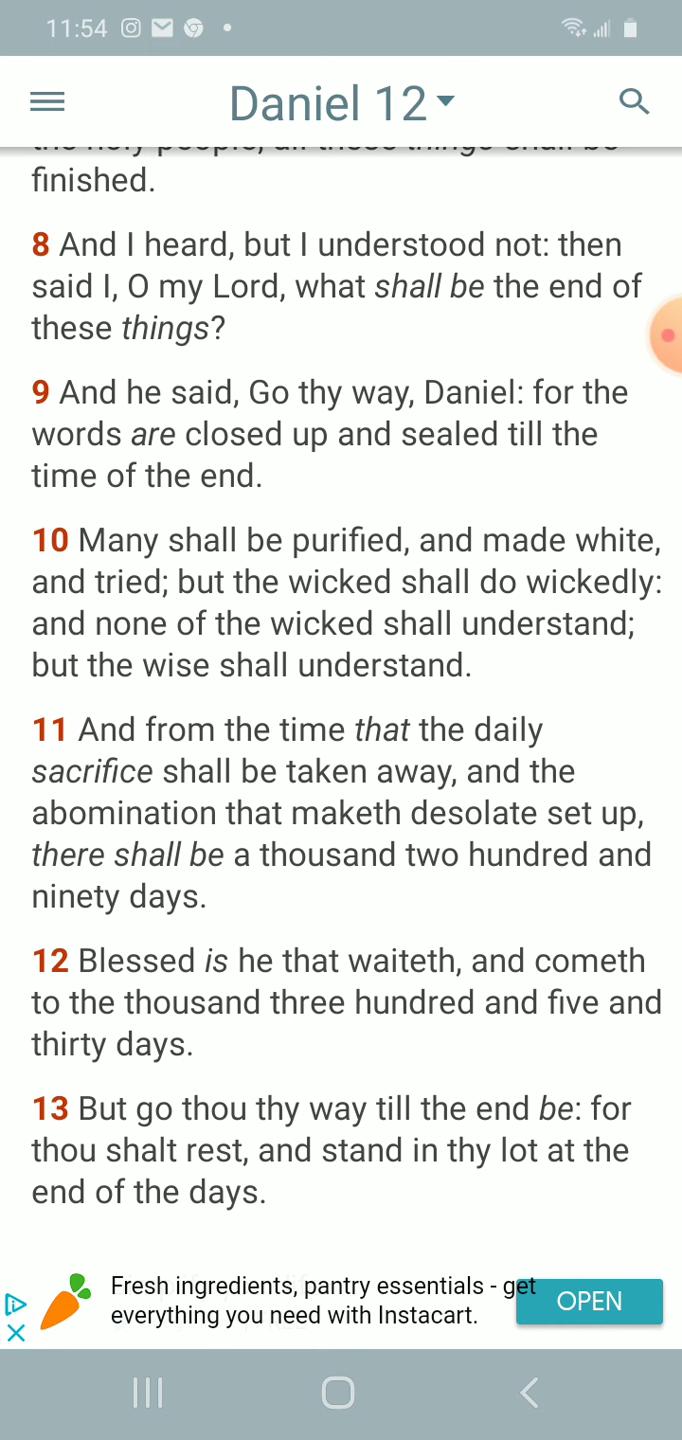 11:54
Daniel 12
finished.
8 And I heard, but I understood not: then
said I, O my Lord, what shall be the end of
these things?
9 And he said, Go thy way, Daniel: for the
words are closed up and sealed till the
time of the end.
10 Many shall be purified, and made white,
and tried; but the wicked shall do wickedly:
and none of the wicked shall understand;
but the wise shall understand.
11 And from the time that the daily
sacrifice shall be taken away, and the
abomination that maketh desolate set up,
there shall be a thousand two hundred and
ninety days.
12 Blessed is he that waiteth, and cometh
to the thousand three hundred and five and
thirty days.
13 But go thou thy way till the end be: for
thou shalt rest, and stand in thy lot at the
end of the days.
Fresh ingredients, pantry essentials - get
everything you need with Instacart.
OPEN